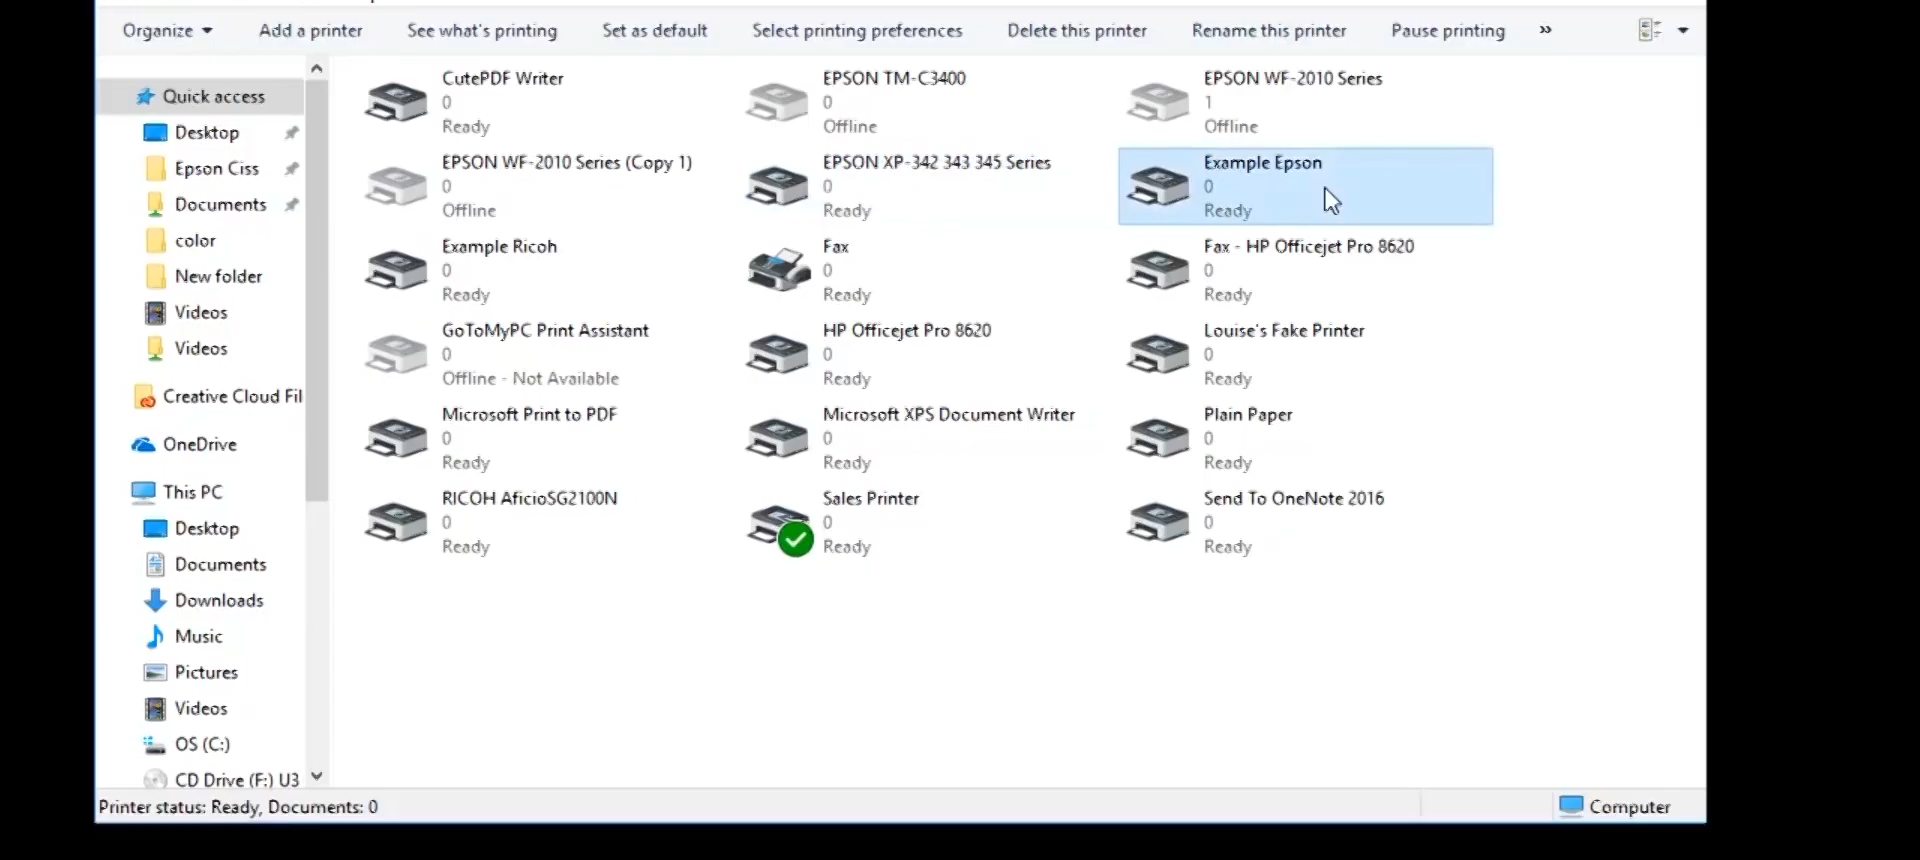 Organize
Add a printer
See what's printing
Set as default
Select printing preferences
Delete this printer
Rename this printer
Pause printing
»
Quick access
Desktop
Epson Ciss
Documents
color
New folder
Videos
Videos
Creative Cloud Fil
OneDrive
This PC
Desktop
Documents
Downloads
Music
Pictures
Videos
OS (C:)
CD Drive (F:) U3
CutePDF Writer
0
Ready
EPSON TM-C3400
0
Offline
EPSON WF-2010 Series
1
Offline
EPSON WF-2010 Series (Copy 1)
0
Offline
EPSON XP-342 343 345 Series
0
Ready
Example Epson
0
Ready
Example Ricoh
0
Ready
Fax
0
Ready
Fax - HP Officejet Pro 8620
0
Ready
GoToMyPC Print Assistant
0
Offline - Not Available
HP Officejet Pro 8620
0
Ready
Louise's Fake Printer
0
Ready
Microsoft Print to PDF
0
Ready
Microsoft XPS Document Writer
0
Ready
Plain Paper
0
Ready
RICOH AficioSG2100N
0
Ready
Sales Printer
0
Ready
Send To OneNote 2016
0
Ready
Printer status: Ready, Documents: 0
Computer